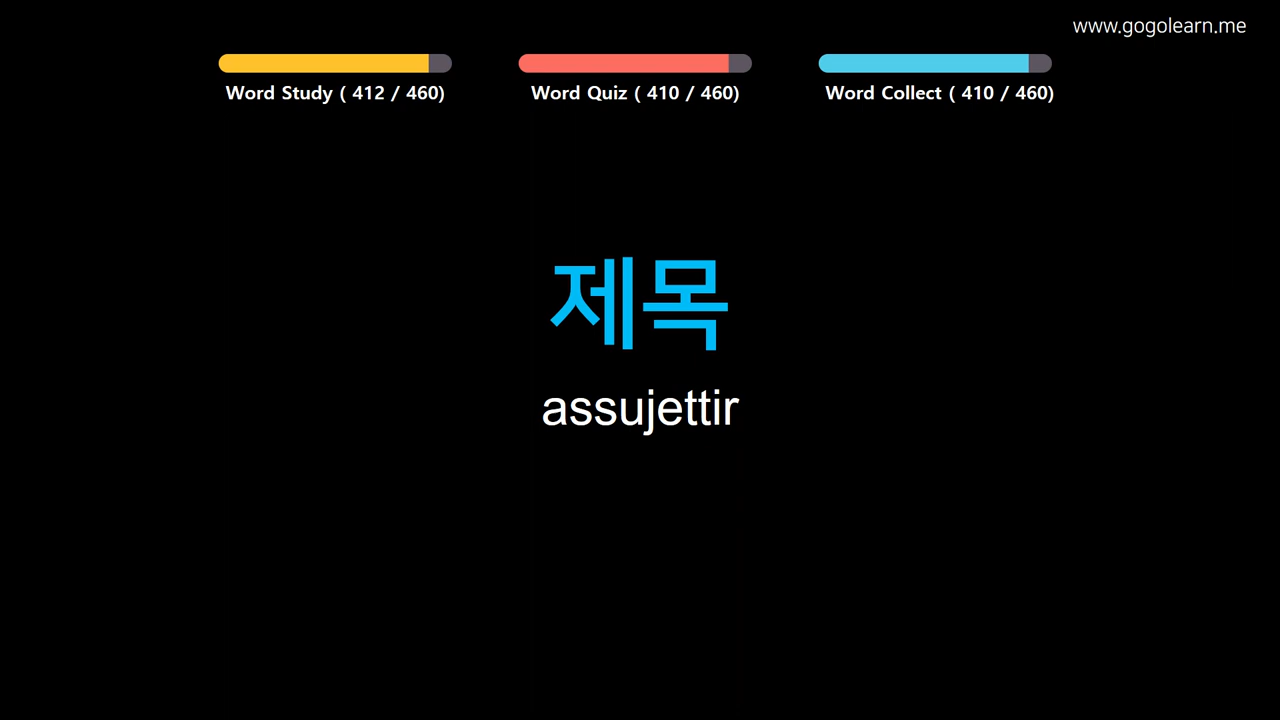 www.gogolearn.me
Word Study ( 412 / 460)
Word Quiz ( 410 / 460)
Word Collect ( 410 / 460)
제목
assujettir